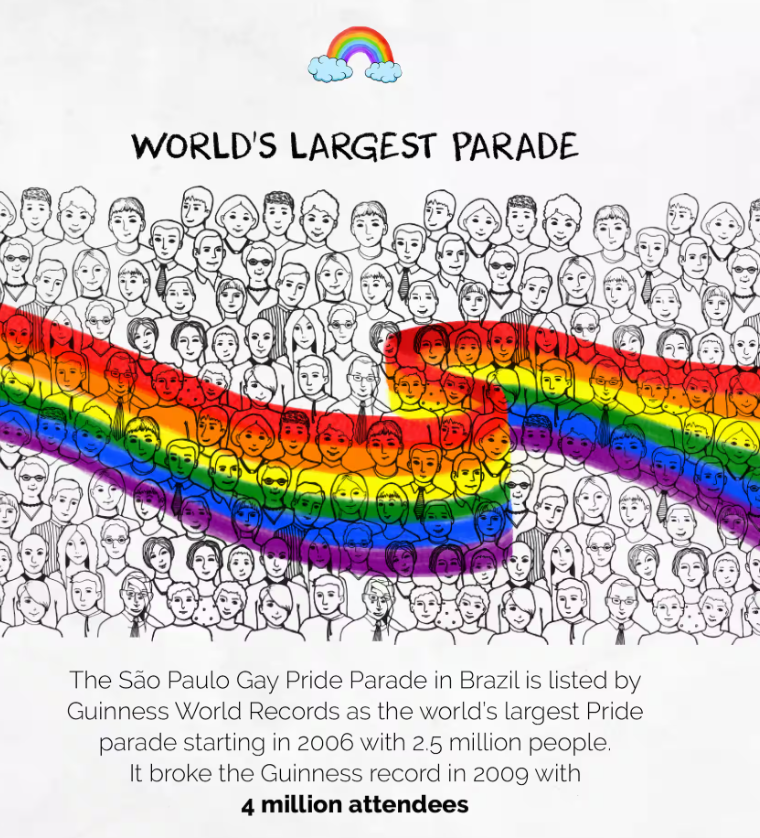 WORLD'S LARGEST PARADE
The São Paulo Gay Pride Parade in Brazil is listed by
Guinness World Records as the world's largest Pride
parade starting in 2006 with 2.5 million people.
It broke the Guinness record in 2009 with
4 million attendees